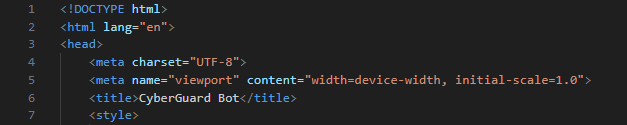 1 <!DOCTYPE html>
2 <html lang="en">
3 <head>
4 <meta charset="UTF-8">
5 <meta name="viewport" content="width=device-width, initial-scale=1.0">
6 <title>CyberGuard Bot</title>
7 <style>